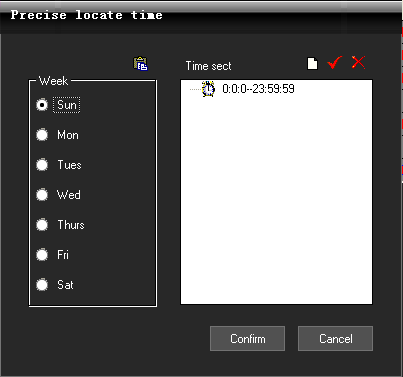 Precise locate time
Week
Time sect
Sun
0:0:0--23:59:59
Mon
Tues
Wed
Thurs
Fri
Sat
Confirm
Cancel